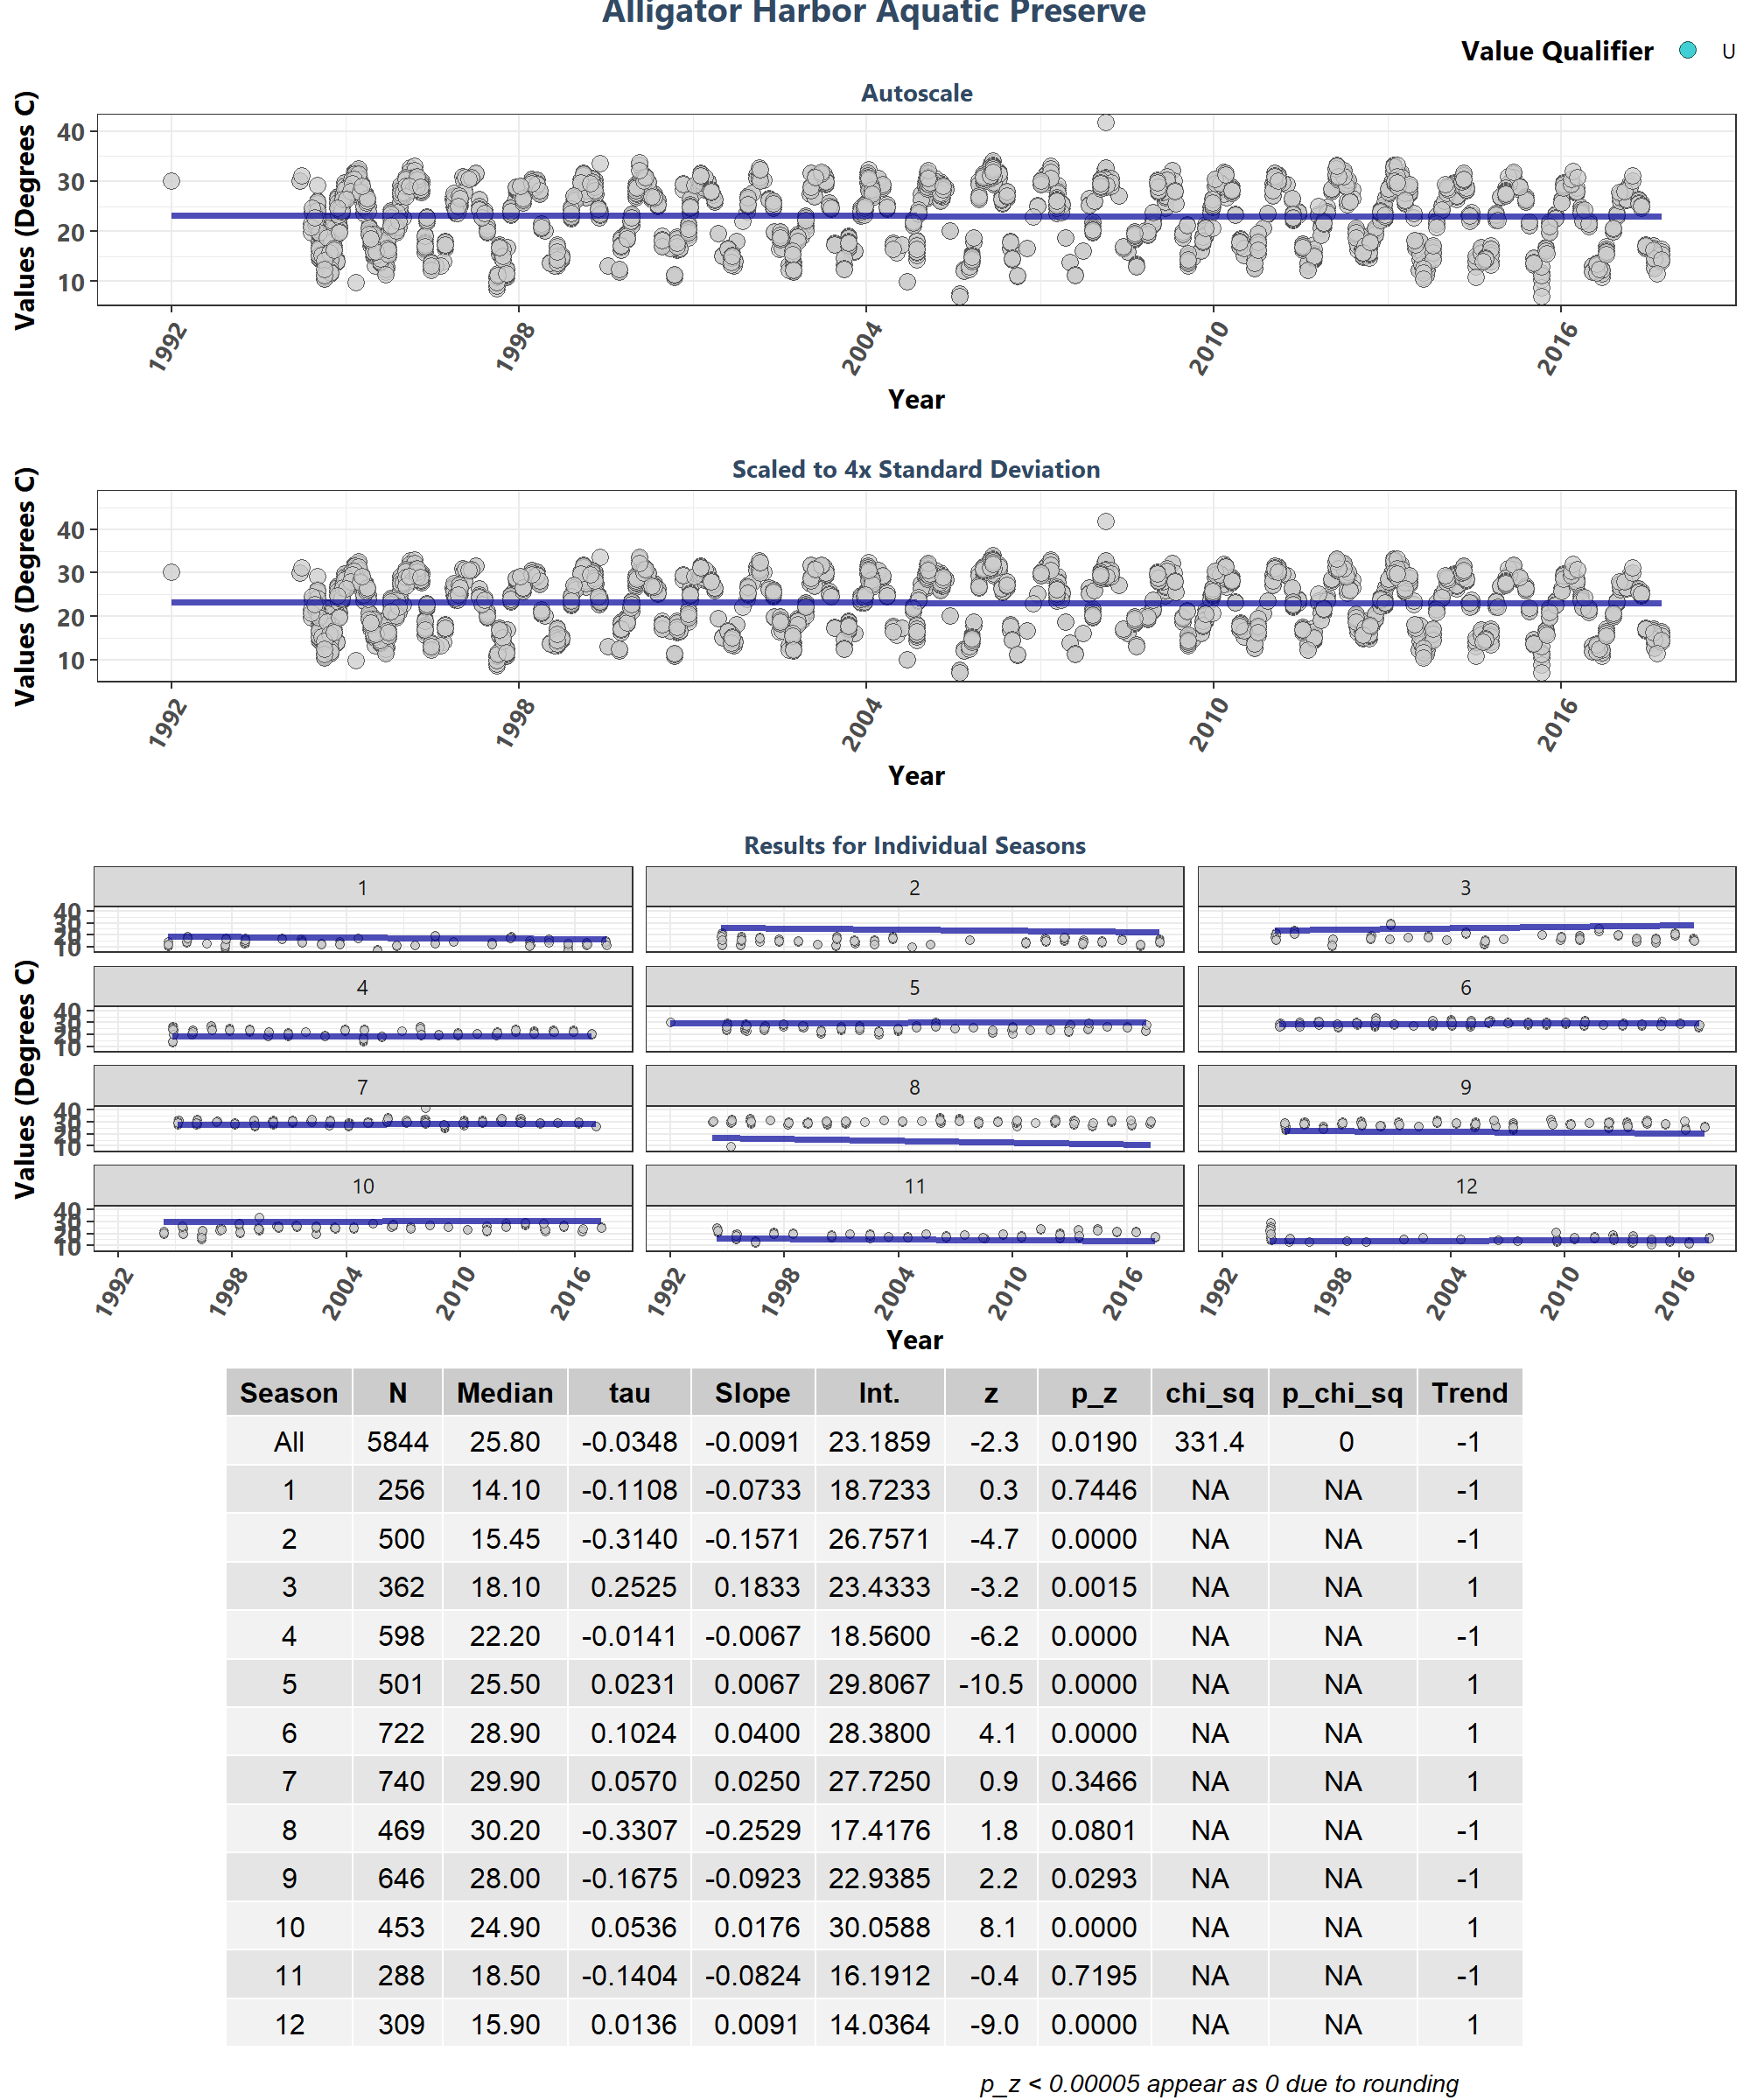 Alligator Harbor Aquatic Preserve
Value Qualifier U
Autoscale
Values (Degrees C)
40
30
20
10
1992 1998 2004 2010 2016
Year
Scaled to 4x Standard Deviation
Values (Degrees C)
40
30
20
10
1992 1998 2004 2010 2016
Year
Results for Individual Seasons
Values (Degrees C)
1 2 3
40
30
20
10
4 5 6
40
30
20
10
7 8 9
40
30
20
10
10 11 12
40
30
20
10
1992 1998 2004 2010 2016 1992 1998 2004 2010 2016 1992 1998 2004 2010 2016
Year
Season N Median tau Slope Int. z p_z chi_sq p_chi_sq Trend
All 5844 25.80 -0.0348 -0.0091 23.1859 -2.3 0.0190 331.4 0 -1
1 256 14.10 -0.1108 -0.0733 18.7233 0.3 0.7446 NA NA -1
2 500 15.45 -0.3140 -0.1571 26.7571 -4.7 0.0000 NA NA -1
3 362 18.10 0.2525 0.1833 23.4333 -3.2 0.0015 NA NA 1
4 598 22.20 -0.0141 -0.0067 18.5600 -6.2 0.0000 NA NA -1
5 501 25.50 0.0231 0.0067 29.8067 -10.5 0.0000 NA NA 1
6 722 28.90 0.1024 0.0400 28.3800 4.1 0.0000 NA NA 1
7 740 29.90 0.0570 0.0250 27.7250 0.9 0.3466 NA NA 1
8 469 30.20 -0.3307 -0.2529 17.4176 1.8 0.0801 NA NA -1
9 646 28.00 -0.1675 -0.0923 22.9385 2.2 0.0293 NA NA -1
10 453 24.90 0.0536 0.0176 30.0588 8.1 0.0000 NA NA 1
11 288 18.50 -0.1404 -0.0824 16.1912 -0.4 0.7195 NA NA -1
12 309 15.90 0.0136 0.0091 14.0364 -9.0 0.0000 NA NA 1
p_z < 0.00005 appear as 0 due to rounding